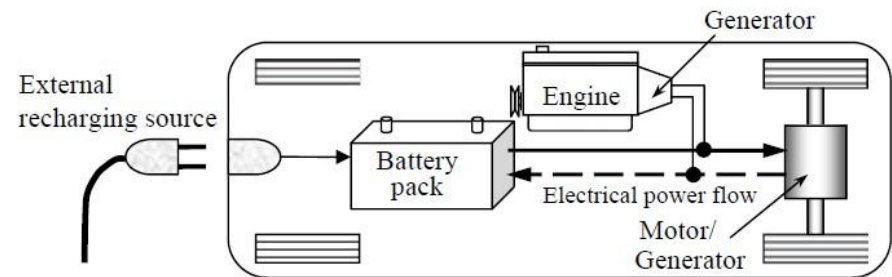 Generator
External
recharging source
Engine
Battery
pack
Electrical power flow
Motor/
Generator